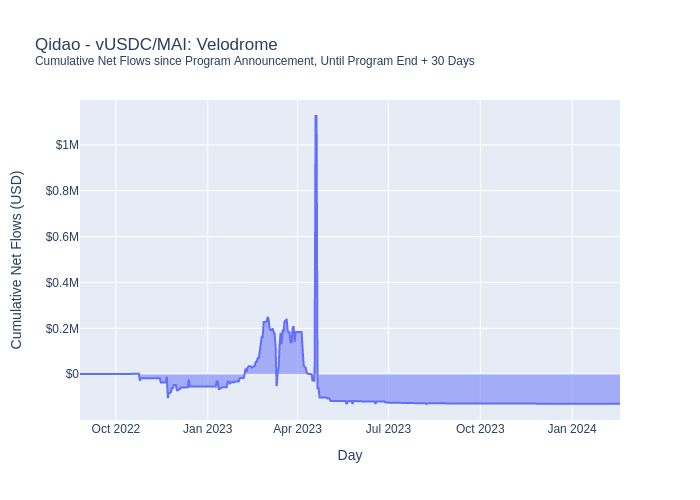 Qidao - vUSDC/MAI: Velodrome
Cumulative Net Flows since Program Announcement, Until Program End + 30 Days
Cumulative Net Flows (USD)
$1M
$0.8M
$0.6M
$0.4M
$0.2M
$0
Oct 2022
Jan 2023
Apr 2023
Jul 2023
Oct 2023
Jan 2024
Day